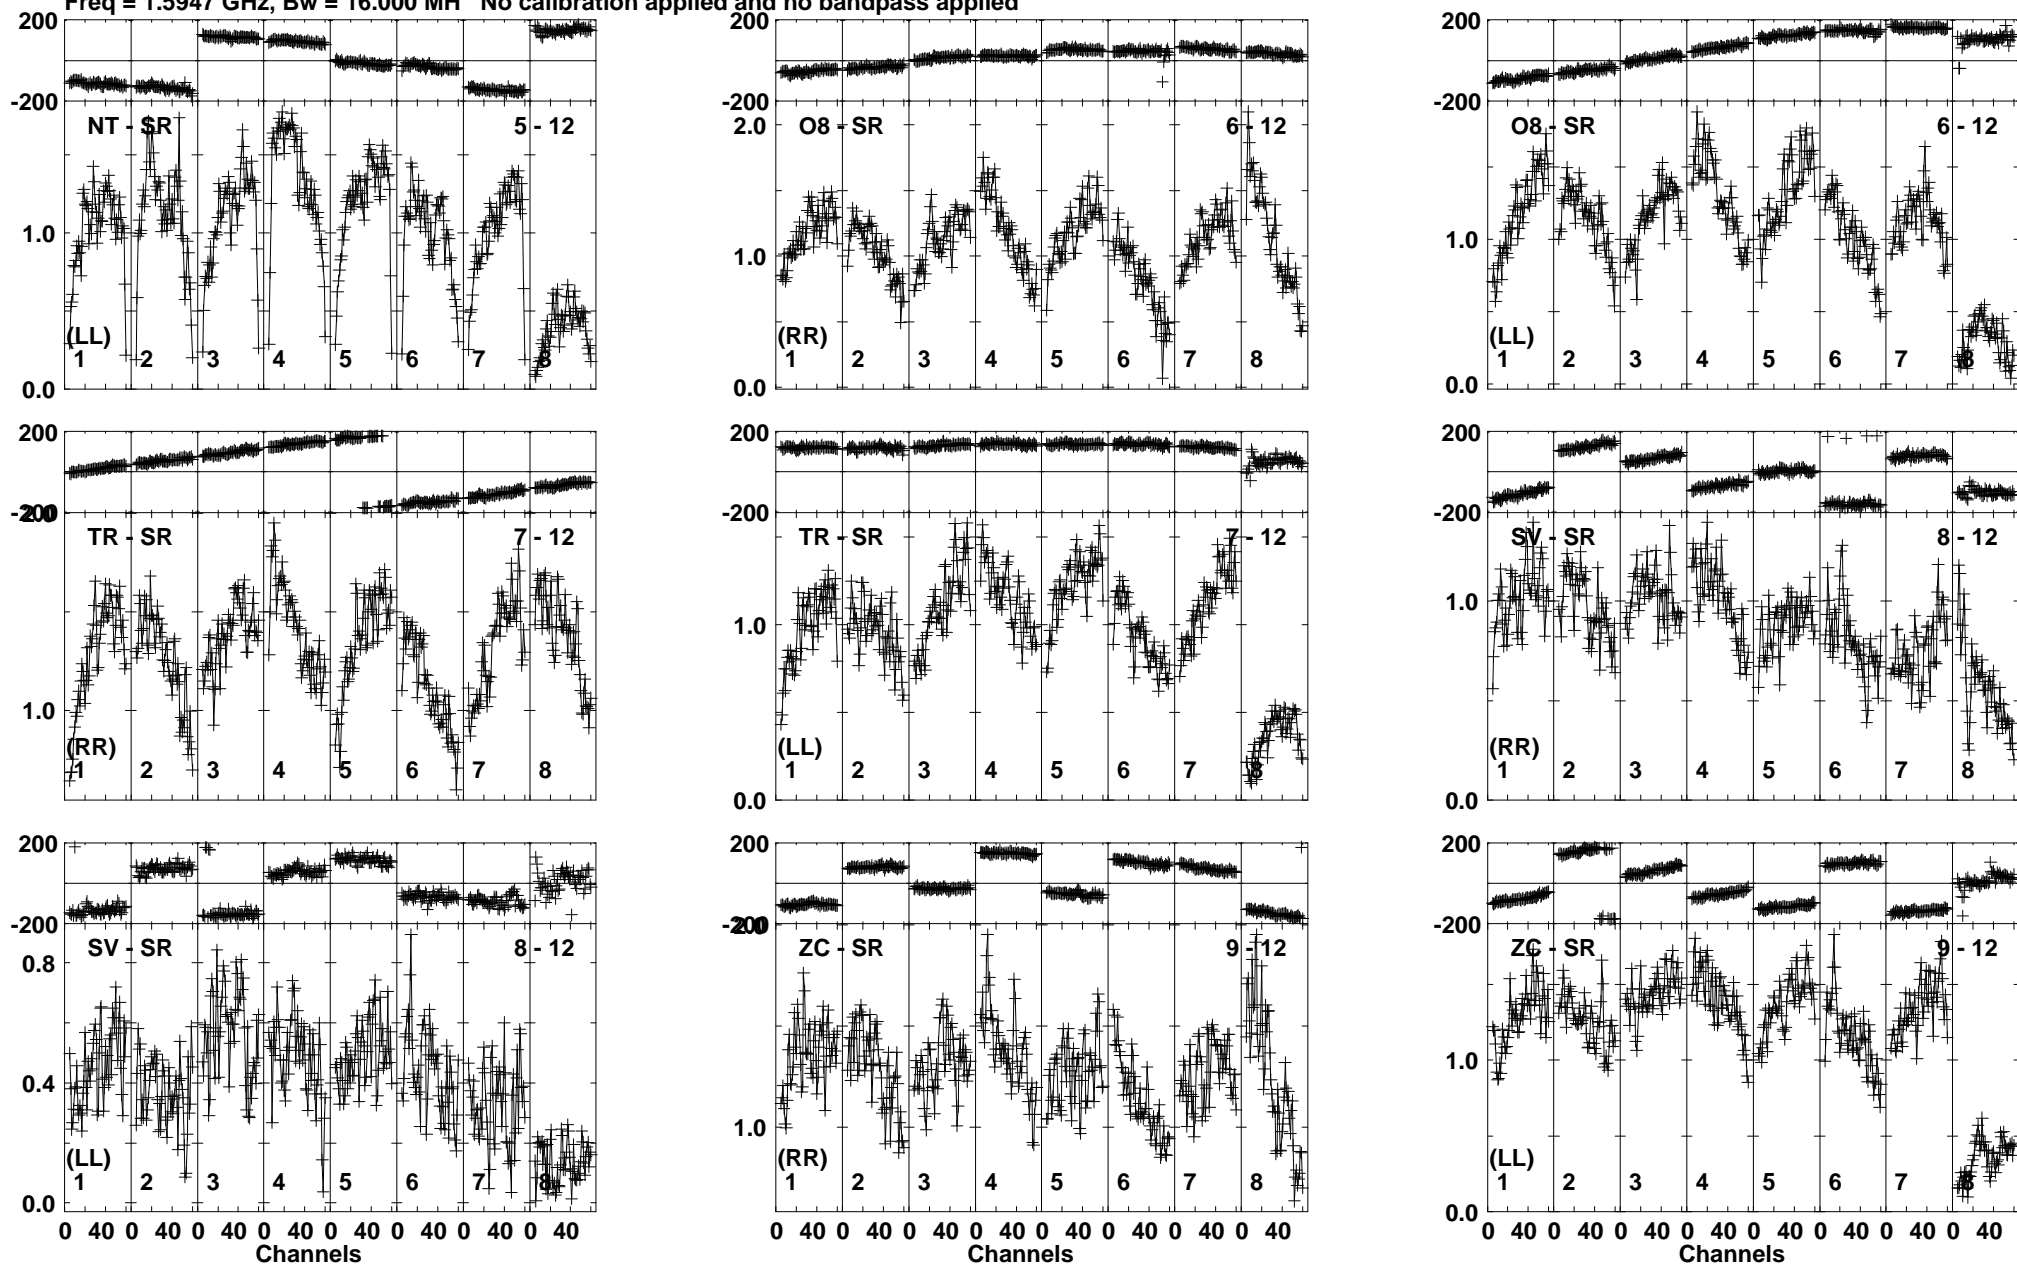 Freq = 1.5947 GHz, Bw = 16.000 MH No calibration applied and no bandpass applied
200 200 200
-200 -200 -200
NT - SR 5 - 12 O8 - SR 6 - 12 O8 - SR 6 - 12
2.0
1.0 1.0 1.0
(LL) (RR) (LL)
1 2 3 4 5 6 7 8 1 2 3 4 5 6 7 8 1 2 3 4 5 6 7 8
0.0 0.0 0.0
200 200 200
-200 -200 -200
2.0
TR - SR 7 - 12 TR - SR 7 - 12 SV - SR 8 - 12
1.0 1.0 1.0
(RR) (LL) (RR)
1 2 3 4 5 6 7 8 1 2 3 4 5 6 7 8 1 2 3 4 5 6 7 8
0.0 0.0
200 200 200
-200 -200 -200
2.0
SV - SR 8 - 12 ZC - SR 9 - 12 ZC - SR 9 - 12
0.8
0.4 1.0 1.0
(LL) (RR) (LL)
1 2 3 4 5 6 7 8 1 2 3 4 5 6 7 8 1 2 3 4 5 6 7 8
0.0 0.0
0 40 0 40 0 40 0 40 0 40 0 40 0 40 0 40 0 40 0 40 0 40 0 40 0 40 0 40 0 40 0 40 0 40 0 40 0 40 0 40 0 40 0 40 0 40 0 40
Channels Channels Channels